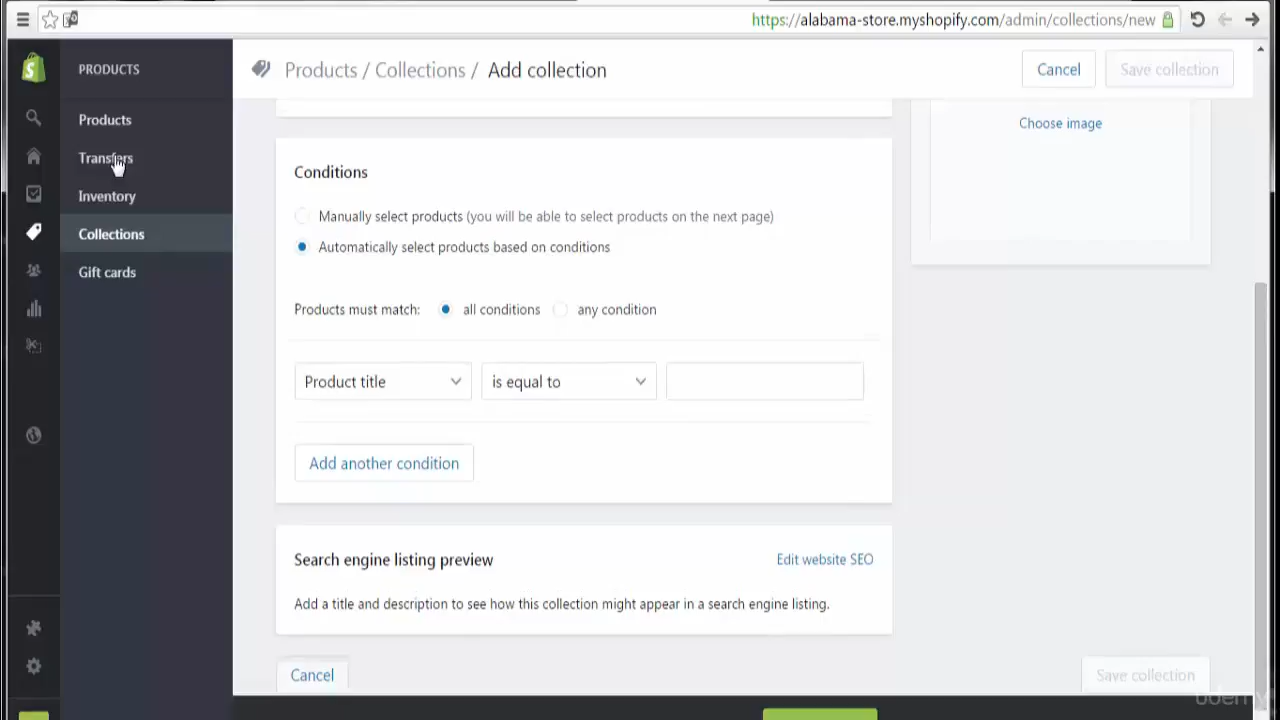 https://alabama-store.myshopify.com/admin/collections/new
PRODUCTS
Products / Collections / Add collection
Cancel
Save collection
Products
Transfers
Inventory
Collections
Gift cards
Choose image
Conditions
Manually select products (you will be able to select products on the next page)
Automatically select products based on conditions
Products must match: all conditions any condition
Product title
is equal to
Add another condition
Search engine listing preview
Edit website SEO
Add a title and description to see how this collection might appear in a search engine listing.
Cancel
Save collection
udemy